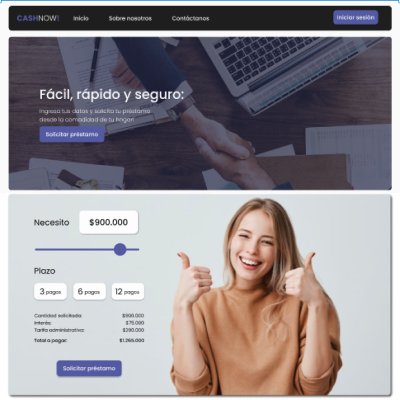 CASHNOW!
Inicio
Sobre nosotros
Contáctanos
Iniciar sesión
Fácil, rápido y seguro:
Ingresa tus datos y solicita tu préstamo
desde la comodidad de tu hogar!
Solicitar préstamo
Necesito $900.000
Plazo
3 pagos 6 pagos 12 pagos
Cantidad solicitada: $900.000
Interés: $75.000
Tarifa administrativa: $290.000
Total a pagar: $1.265.000
Solicitar préstamo